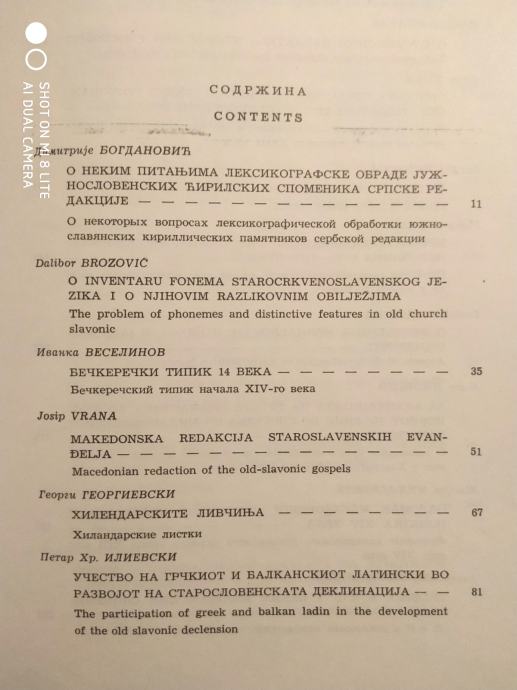 СОДРЖИНА
CONTENTS
Димитрије БОГДАНОВИЋ
О НЕКИМ ПИТАЊИМА ЛЕКСИКОГРАФСКЕ ОБРАДЕ ЈУЖ-
НОСЛОВЕНСКИХ ЋИРИЛСКИХ СПОМЕНИКА СРПСКЕ РЕ-
ДАКЦИЈЕ — — — — — — — — — — — — — 11
О некоторых вопросах лексикографической обработки южно-
славянских кириллических памятников сербской редакции
Dalibor BROZOVIĆ
O INVENTARU FONEMA STAROCRKVENOSLAVENSKOG JE-
ZIKA I O NJIHOVIM RAZLIKOVNIM OBILJEŽJIMA
The problem of phonemes and distinctive features in old church
slavonic
Иванка ВЕСЕЛИНОВ
БЕЧКЕРЕЧКИ ТИПИК 14 ВЕКА — — — — — — — 35
Бечкеречский типик начала XIV-го века
Josip VRANA
MAKEDONSKA REDAKCIJA STAROSLAVENSKIH EVAN-
ĐELJA — — — — — — — — — — — — — — 51
Macedonian redaction of the old-slavonic gospels
Георги ГЕОРГИЕВСКИ
ХИЛЕНДАРСКИТЕ ЛИВЧИЊА — — — — — — — 67
Хиландарские листки
Петар Хр. ИЛИЕВСКИ
УЧЕСТВО НА ГРЧКИОТ И БАЛКАНСКИОТ ЛАТИНСКИ ВО
РАЗВОЈОТ НА СТАРОСЛОВЕНСКАТА ДЕКЛИНАЦИЈА — — 81
The participation of greek and balkan ladin in the development
of the old slavonic declension
SHOT ON MI 8 LITE
AI DUAL CAMERA